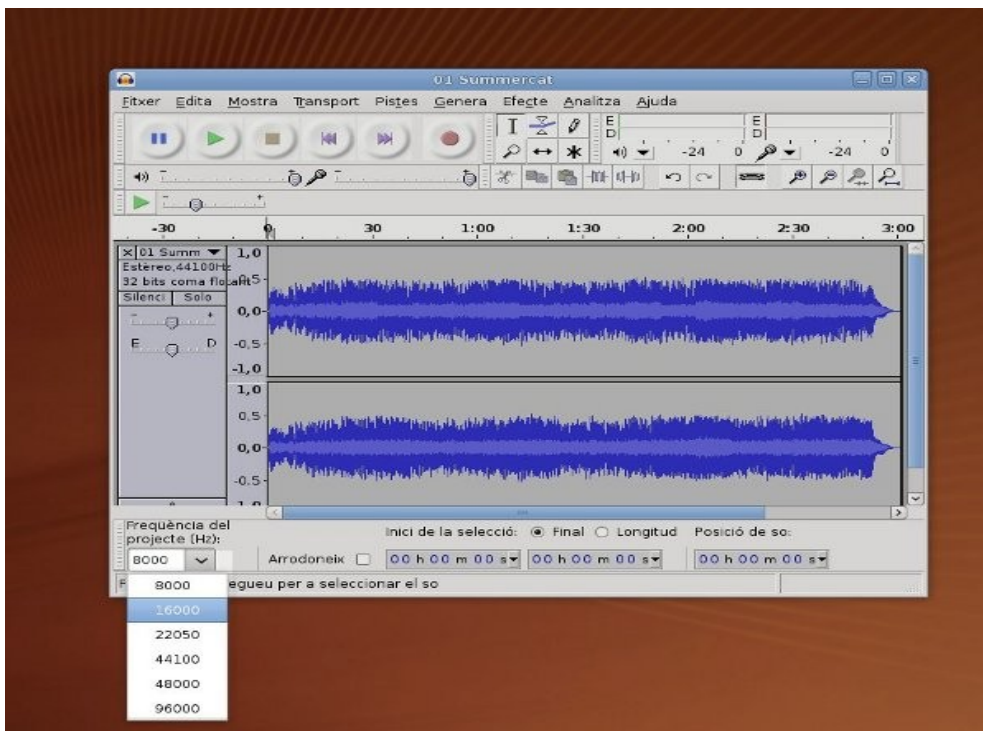 01 Summercat
Fitxer Edita Mostra Transport Pistes Genera Efecte Analitza Ajuda
E E
D D
-24 0 -24 0
-30 0 30 1:00 1:30 2:00 2:30 3:00
01 Summ
Estèreo,44100Hz
32 bits coma flotant
Silenci Solo
- +
E D
1,0
0,5
0,0
-0,5
-1,0
1,0
0,5
0,0
-0,5
Freqüència del
projecte (Hz):
Inici de la selecció: Final Longitud Posició de so:
8000 Arrodoneix 00 h 00 m 00 s 00 h 00 m 00 s 00 h 00 m 00 s
egueu per a seleccionar el so
8000
16000
22050
44100
48000
96000